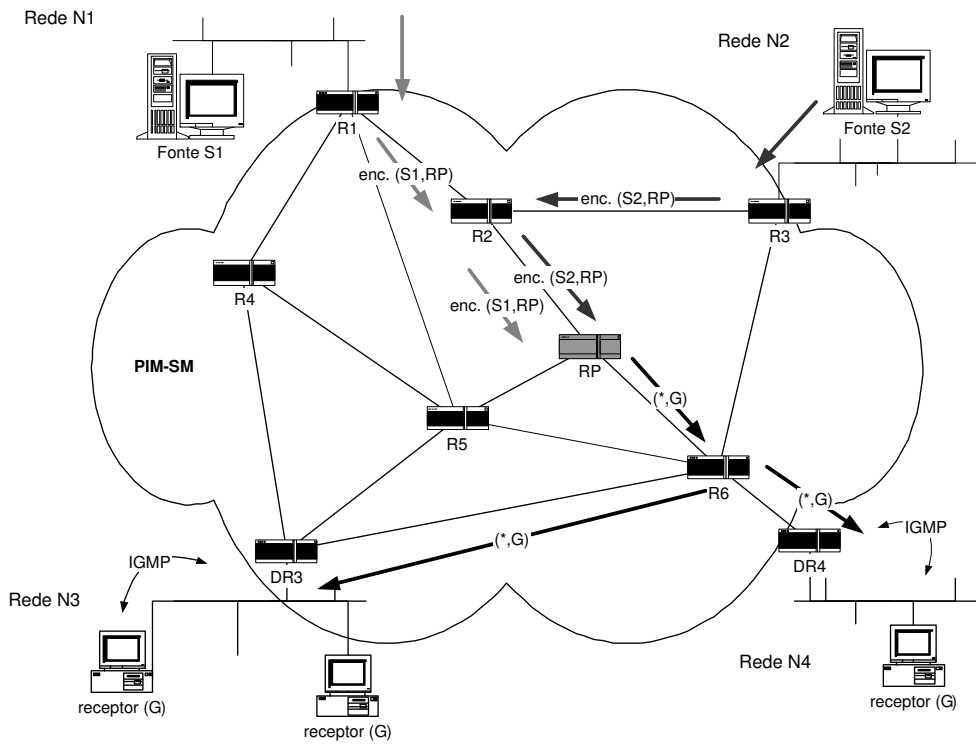 Rede N1
Rede N2
Fonte S1
R1
Fonte S2
enc. (S1,RP)
enc. (S2,RP)
R2
R3
enc. (S2,RP)
R4
enc. (S1,RP)
PIM-SM
RP
(*,G)
R5
R6
(*,G)
IGMP
(*,G)
IGMP
DR3
DR4
Rede N3
Rede N4
receptor (G)
receptor (G)
receptor (G)